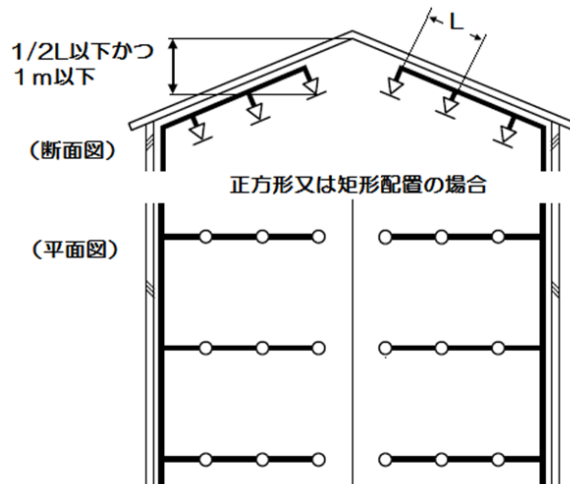 L
1/2L以下かつ
1ｍ以下
（断面図）
正方形又は矩形配置の場合
（平面図）